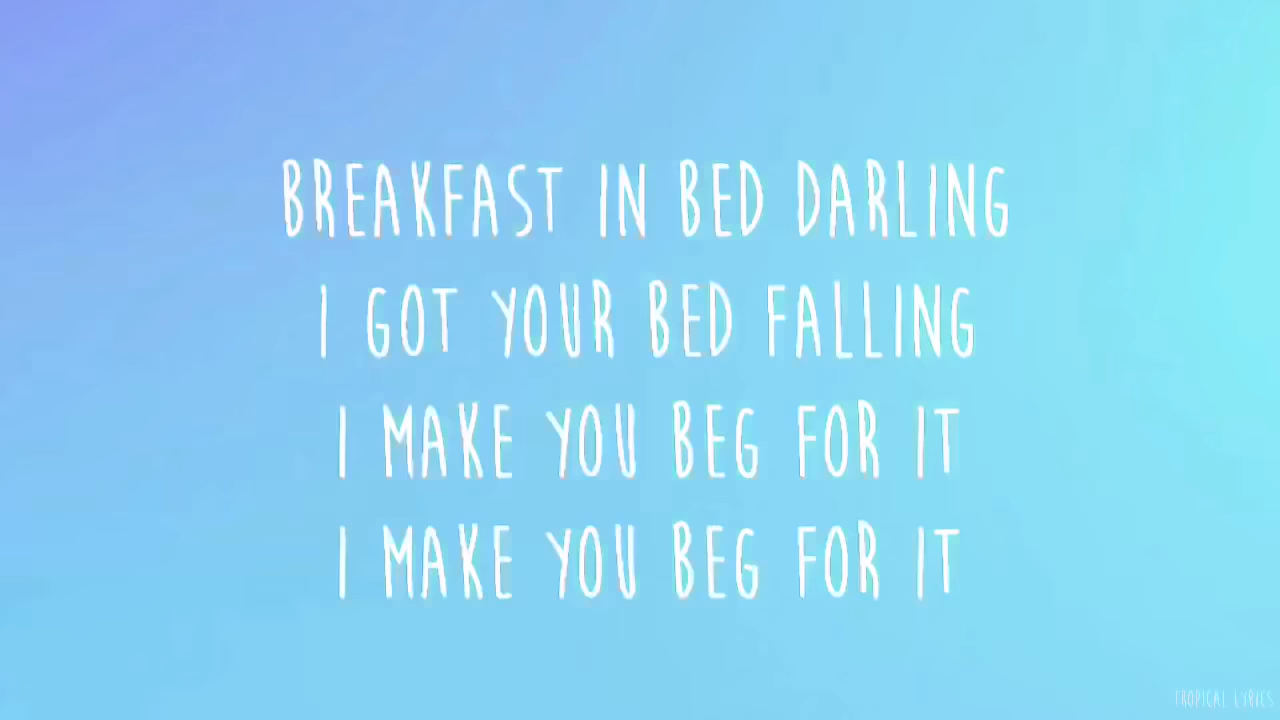 BREAKFAST IN BED DARLING
I GOT YOUR BED FALLING
I MAKE YOU BEG FOR IT
I MAKE YOU BEG FOR IT
TROPICAL LYRICS